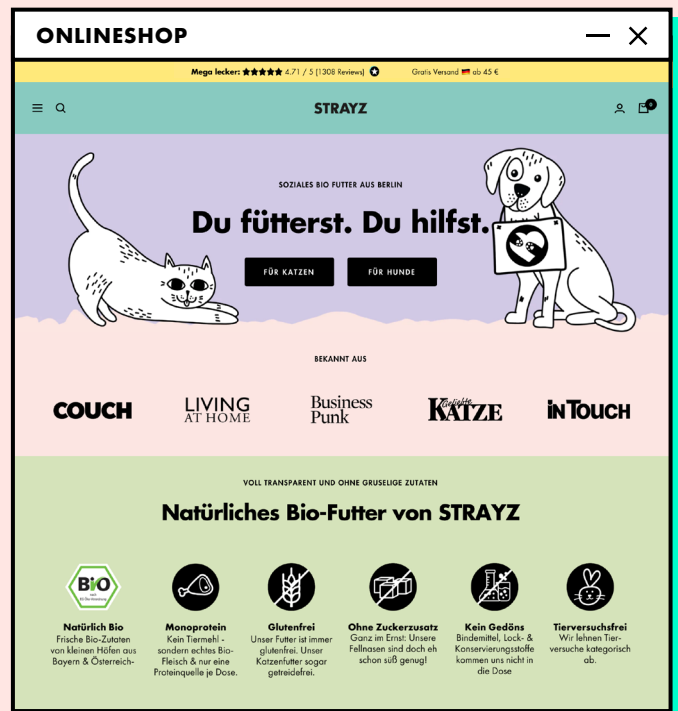 ONLINESHOP
Mega lecker: ★★★★★ 4.71 / 5 (1308 Reviews)
Gratis Versand 🇩🇪 ab 45 €
STRAYZ
0
SOZIALES BIO FUTTER AUS BERLIN
Du fütterst. Du hilfst.
FÜR KATZEN
FÜR HUNDE
BEKANNT AUS
COUCH
LIVING
AT HOME
Business
Punk
Geliebte
KATZE
INTOUCH
VOLL TRANSPARENT UND OHNE GRUSELIGE ZUTATEN
Natürliches Bio-Futter von STRAYZ
BIO
nach
Natürlich Bio
Frische Bio-Zutaten
von kleinen Höfen aus
Bayern & Österreich-
Monoprotein
Kein Tiermehl -
sondern echtes Bio-
Fleisch & nur eine
Proteinquelle je Dose.
Glutenfrei
Unser Futter ist immer
glutenfrei. Unser
Katzenfutter sogar
getreidefrei.
Ohne Zuckerzusatz
Ganz im Ernst: Unsere
Fellnasen sind doch eh
schon süß genug!
Kein Gedöns
Bindemittel, Lock- &
Konservierungsstoffe
kommen uns nicht in
die Dose
Tierversuchsfrei
Wir lehnen Tier-
versuche kategorisch
ab.